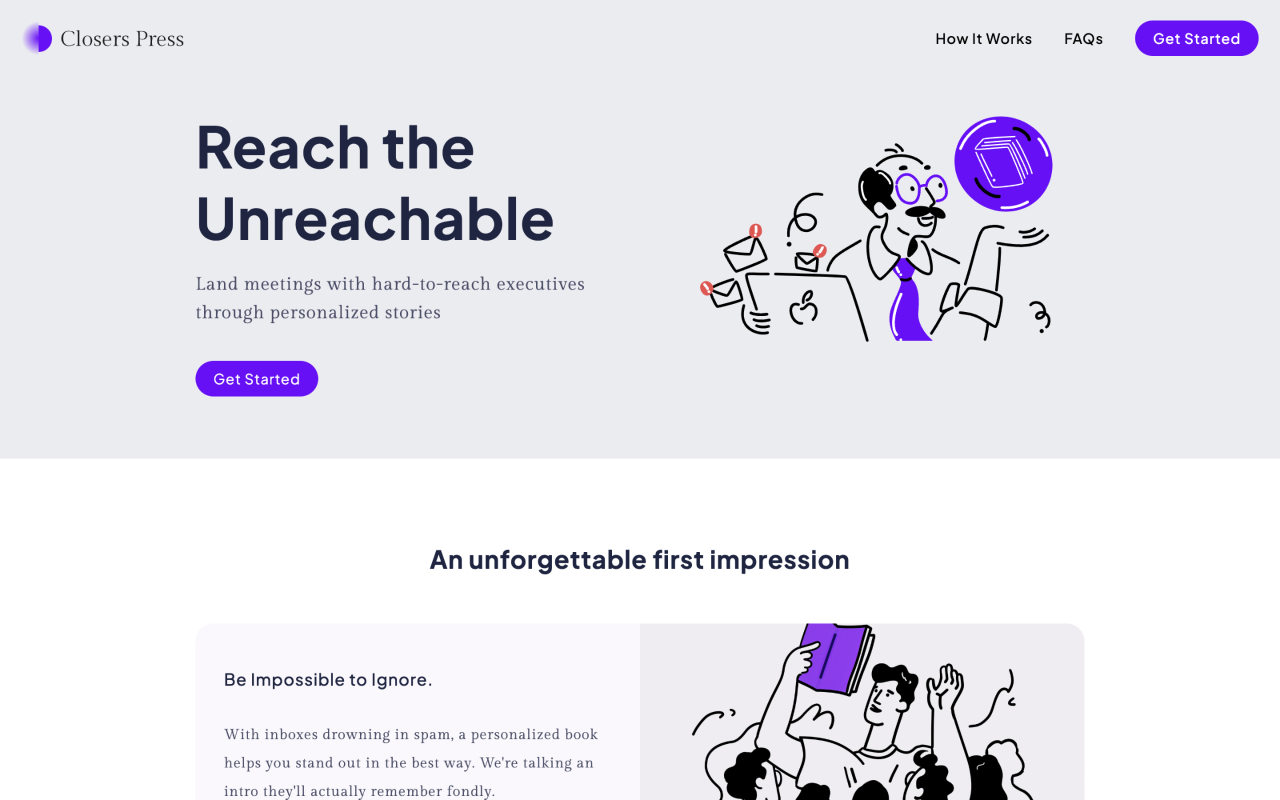 Closers Press
How It Works
FAQs
Get Started
Reach the
Unreachable
Land meetings with hard-to-reach executives
through personalized stories
Get Started
An unforgettable first impression
Be Impossible to Ignore.
With inboxes drowning in spam, a personalized book
helps you stand out in the best way. We're talking an
intro they'll actually remember fondly.